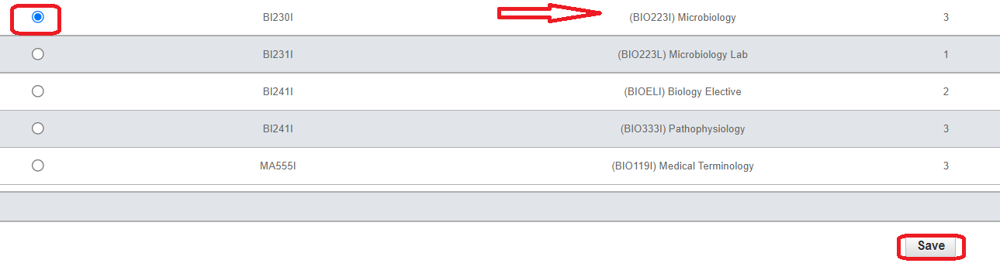 BI230I (BIO223I) Microbiology 3
BI231I (BIO223L) Microbiology Lab 1
BI241I (BIOELI) Biology Elective 2
BI241I (BIO333I) Pathophysiology 3
MA555I (BIO119I) Medical Terminology 3
Save